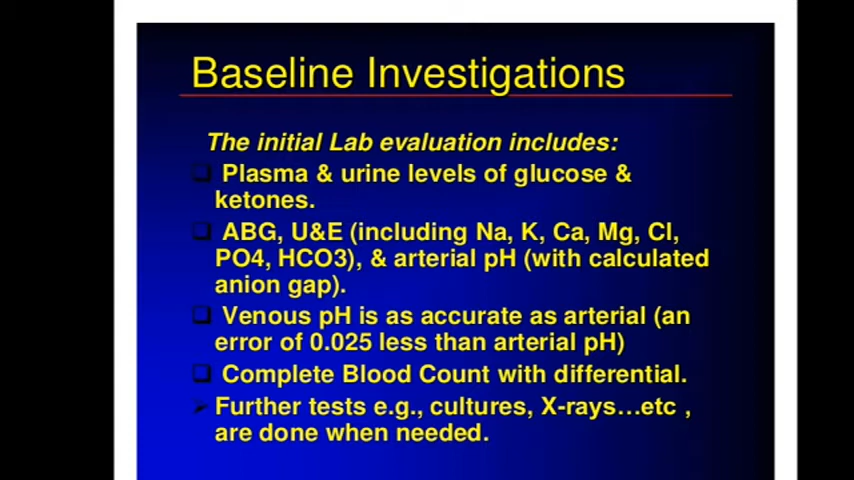 Baseline Investigations
The initial Lab evaluation includes:
Plasma & urine levels of glucose &
ketones.
ABG, U&E (including Na, K, Ca, Mg, Cl,
PO4, HCO3), & arterial pH (with calculated
anion gap).
Venous pH is as accurate as arterial (an
error of 0.025 less than arterial pH)
Complete Blood Count with differential.
Further tests e.g., cultures, X-rays…etc ,
are done when needed.